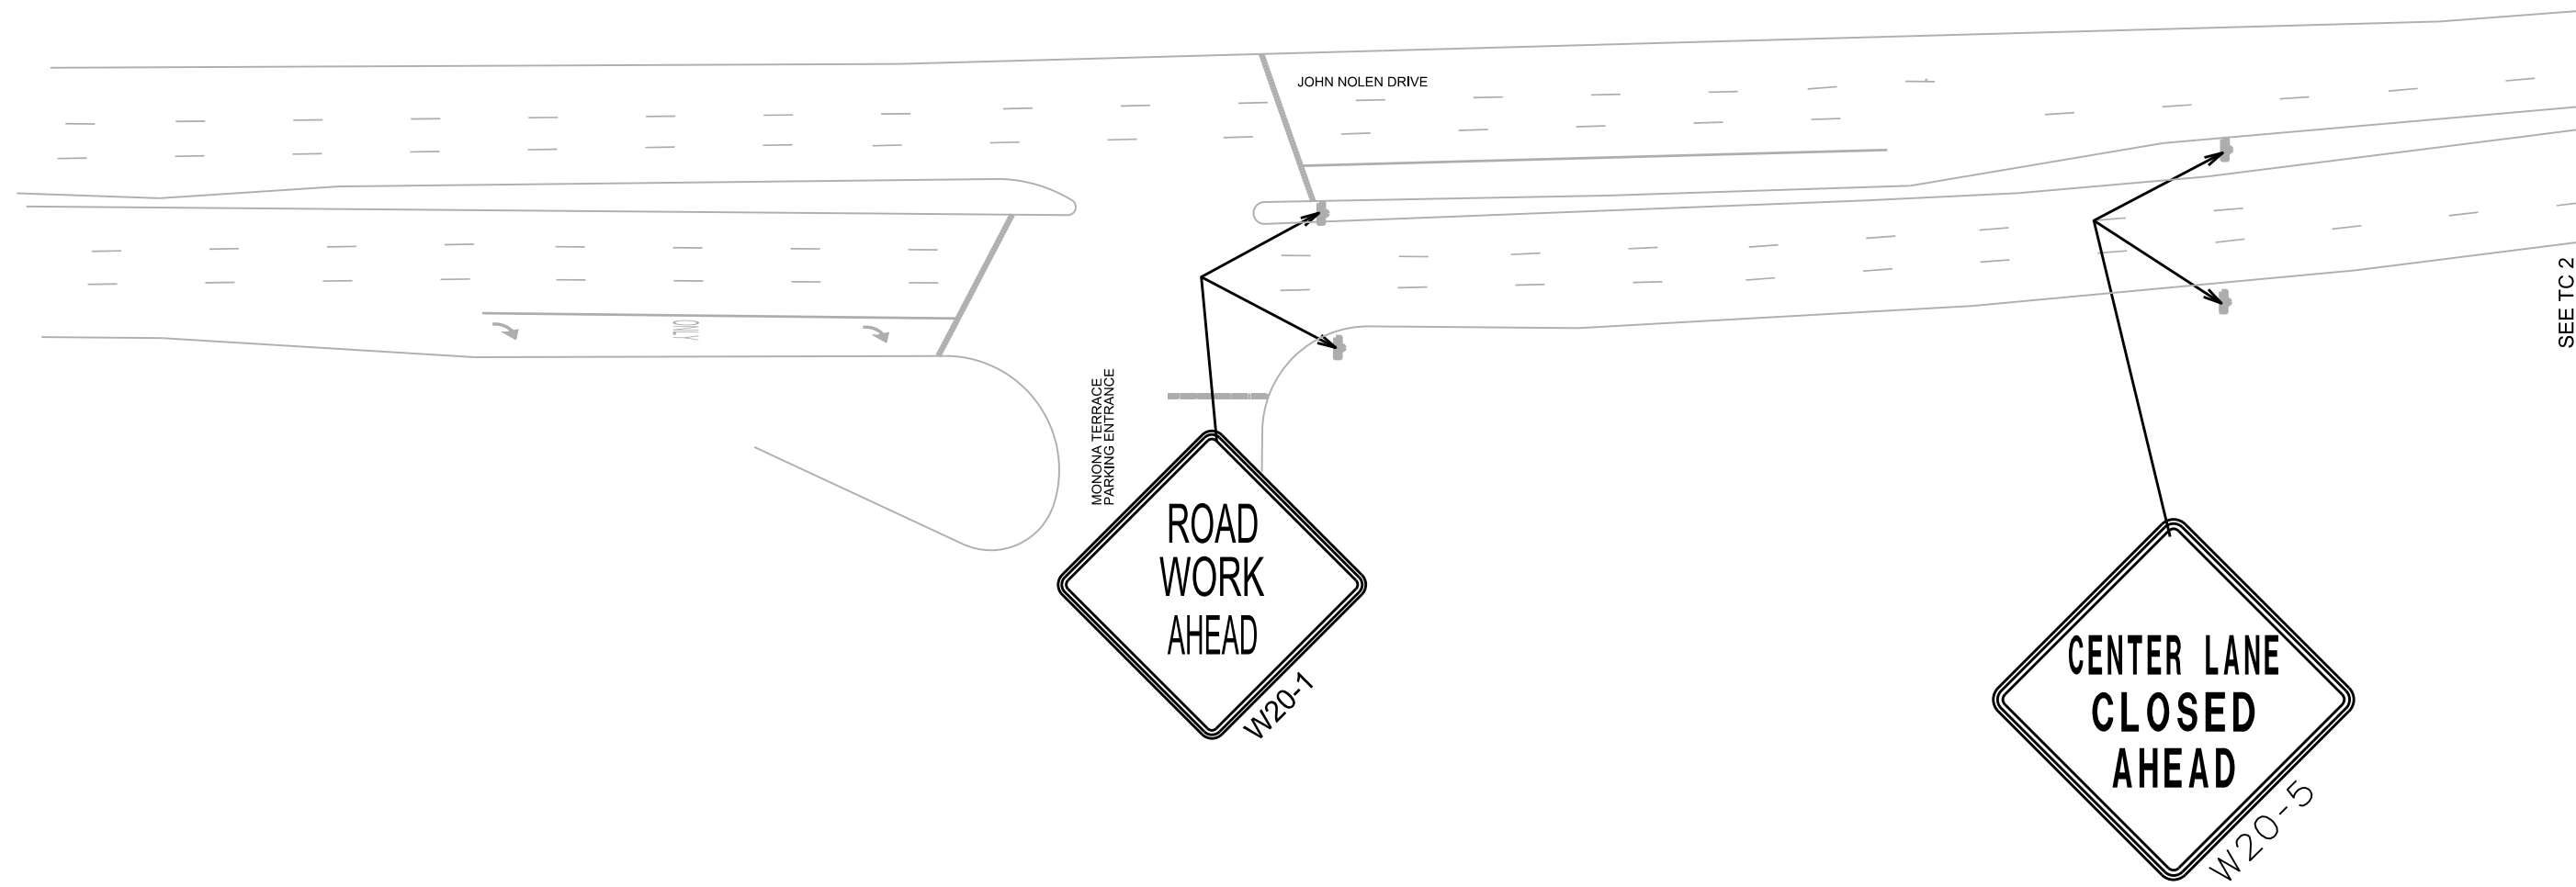 JOHN NOLEN DRIVE
ONLY
MONONA TERRACE
PARKING ENTRANCE
ROAD
WORK
AHEAD
W20-1
CENTER LANE
CLOSED
AHEAD
W20-5
SEE TC 2